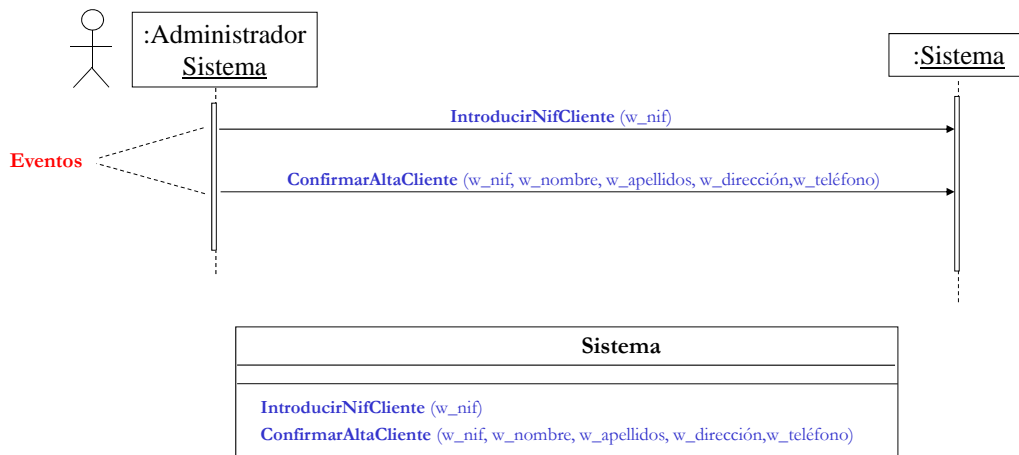 :Administrador
Sistema
:Sistema
IntroducirNifCliente (w_nif)
Eventos
ConfirmarAltaCliente (w_nif, w_nombre, w_apellidos, w_dirección,w_teléfono)
Sistema
IntroducirNifCliente (w_nif)
ConfirmarAltaCliente (w_nif, w_nombre, w_apellidos, w_dirección,w_teléfono)